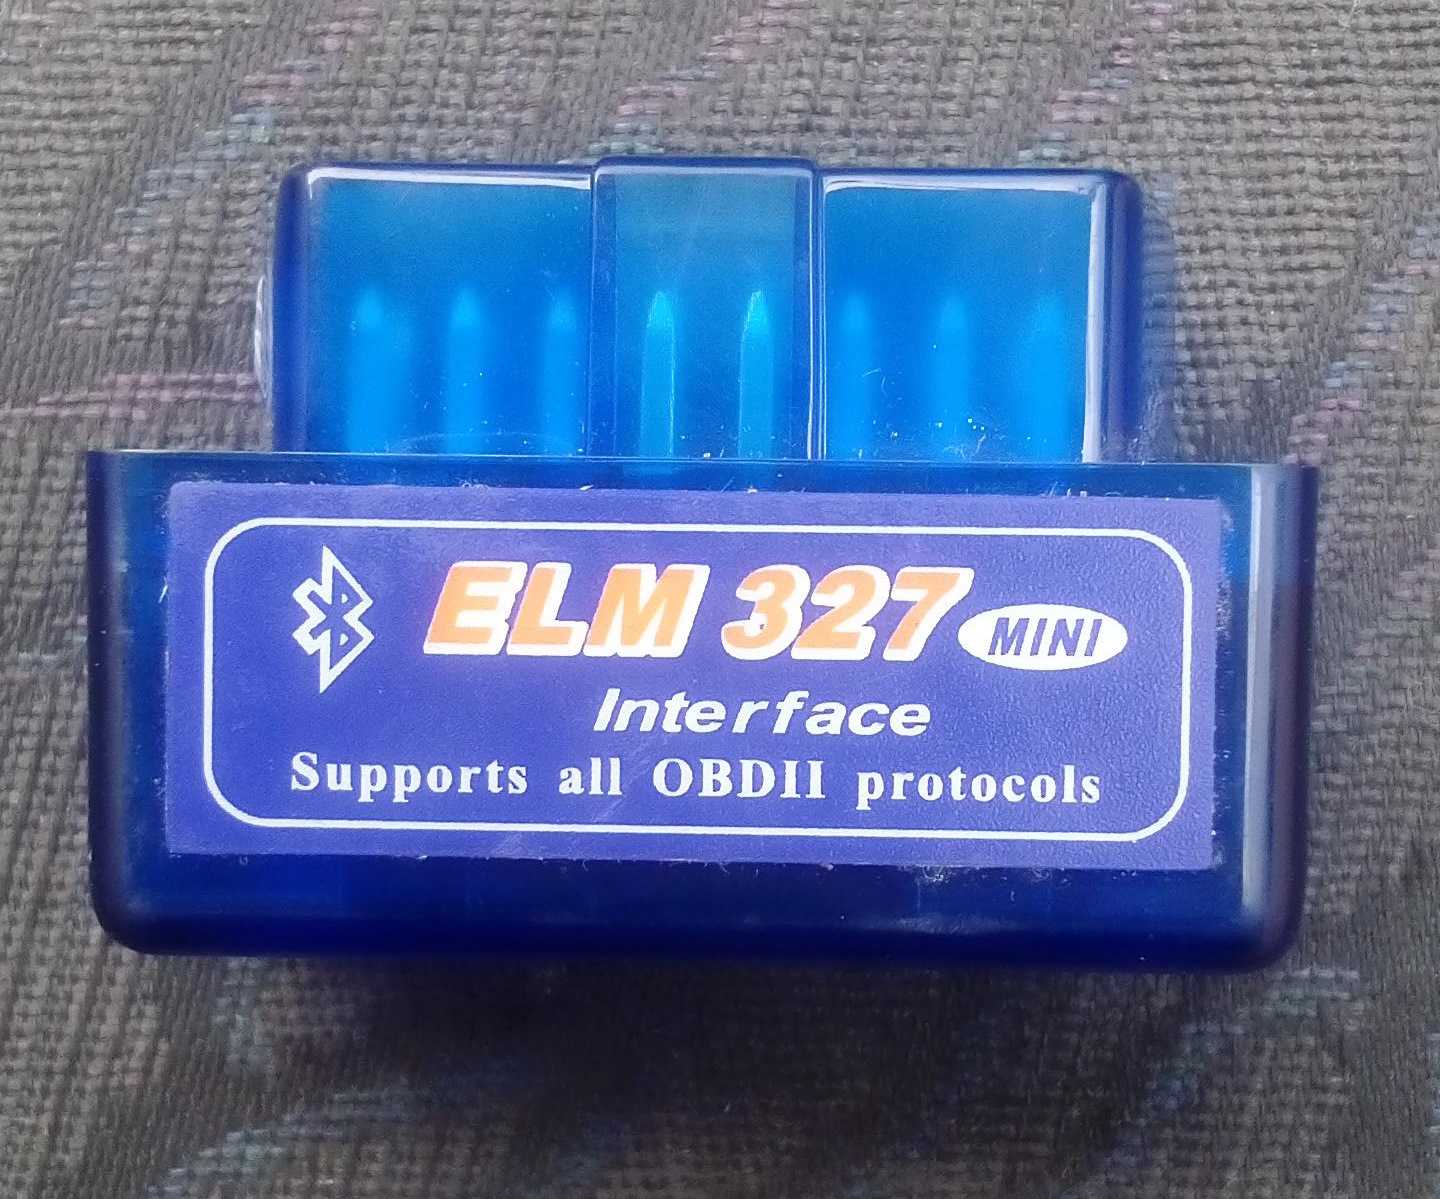 ELM 327 MINI
Interface
Supports all OBDII protocols